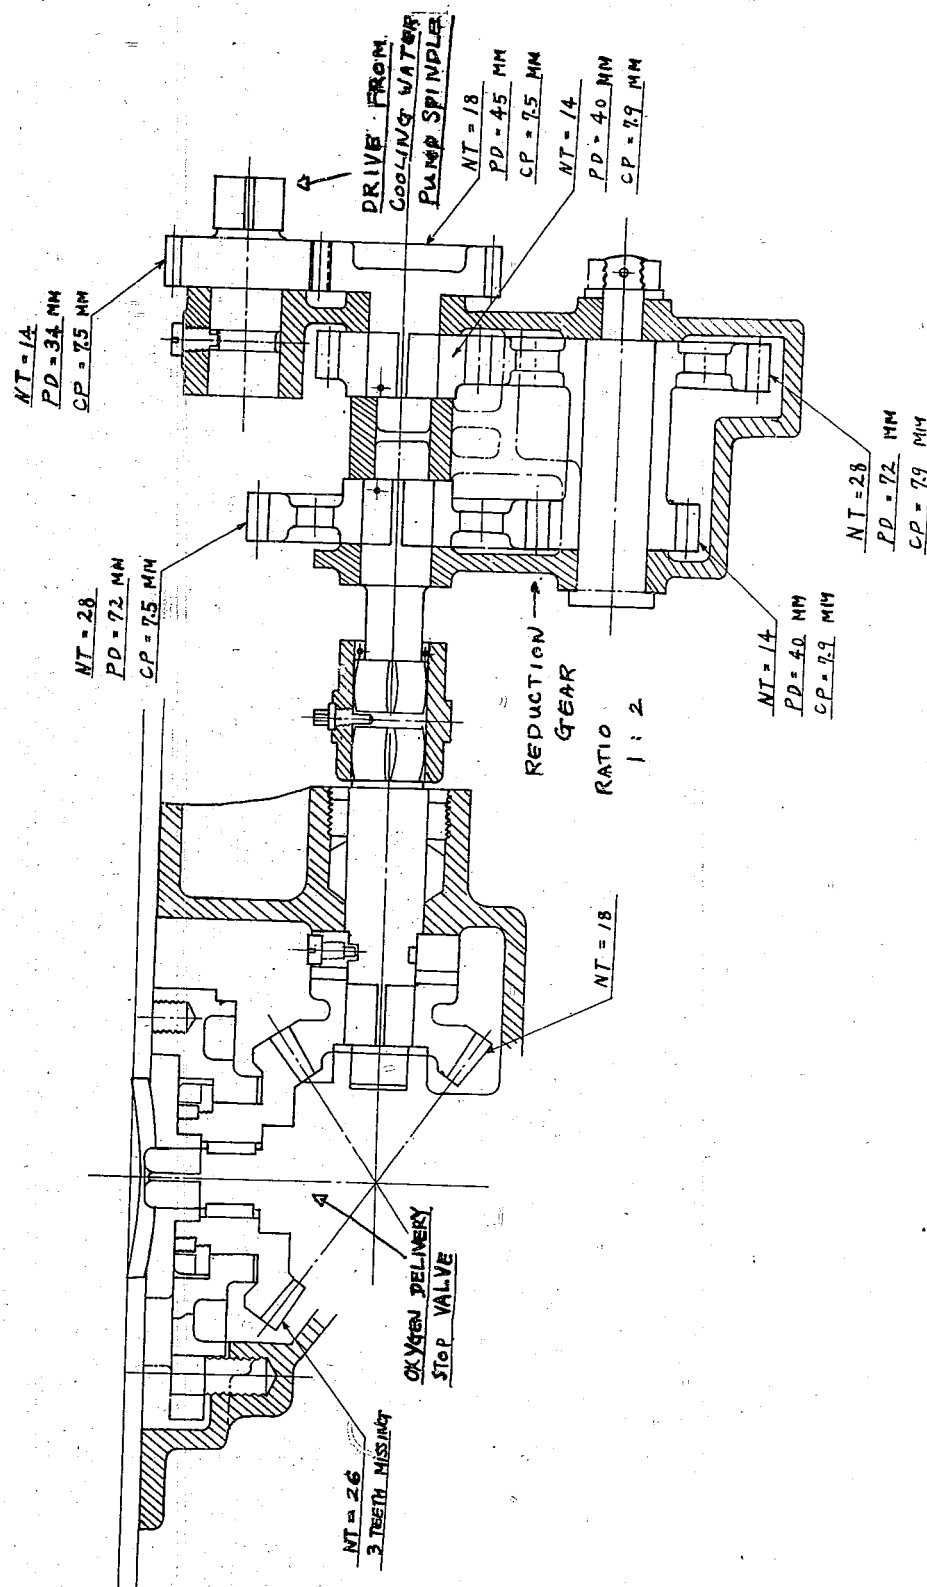 DRIVE FROM
COOLING WATER
PUMP SPINDLE
NT = 18
PD = 45 MM
CP = 7.5 MM
NT = 14
PD = 40 MM
CP = 7.9 MM
NT = 14
PD = 34 MM
CP = 7.5 MM
NT = 28
PD = 72 MM
CP = 7.9 MM
NT = 28
PD = 72 MM
CP = 7.5 MM
NT = 14
PD = 40 MM
CP = 7.9 MM
REDUCTION
GEAR
RATIO
1 : 2
NT = 18
OXYGEN DELIVERY
STOP VALVE
NT = 26
3 TEETH MISSING